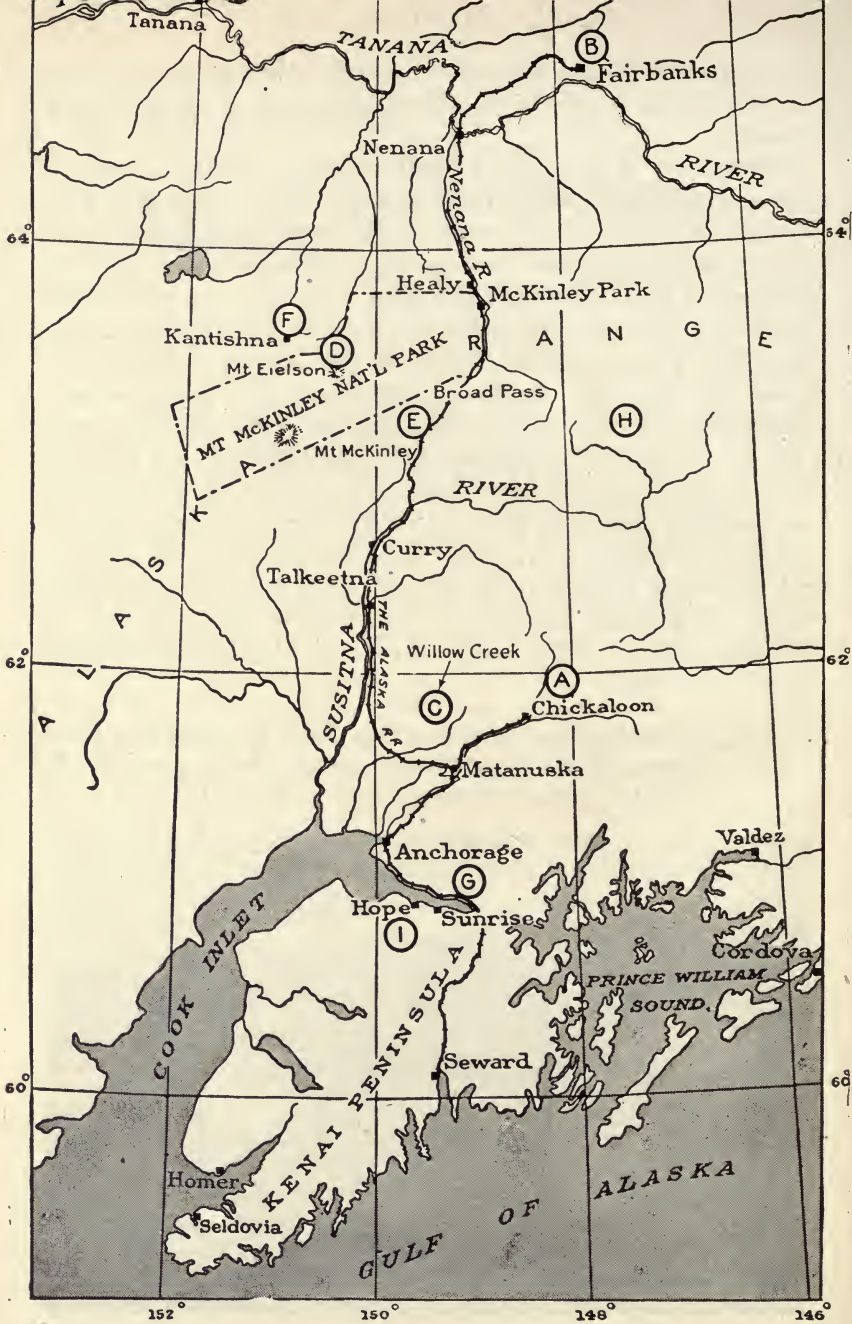 Tanana
TANANA
B
Fairbanks
Nenana
RIVER
Nenana R
64°
64°
Healy
McKinley Park
F
Kantishna
D
ALASKA RANGE
Mt Eielson
MT McKINLEY NAT'L PARK
Broad Pass
E
H
Mt McKinley
RIVER
Curry
Talkeetna
THE ALASKA RR
Willow Creek
62°
62°
SUSITNA
C
A
Chickaloon
Matanuska
Valdez
Anchorage
G
Hope
Sunrise
I
COOK INLET
Cordova
PRINCE WILLIAM
SOUND.
KENAI PENINSULA
Seward
60°
60°
Homer
Seldovia
GULF OF ALASKA
152°
150°
148°
146°